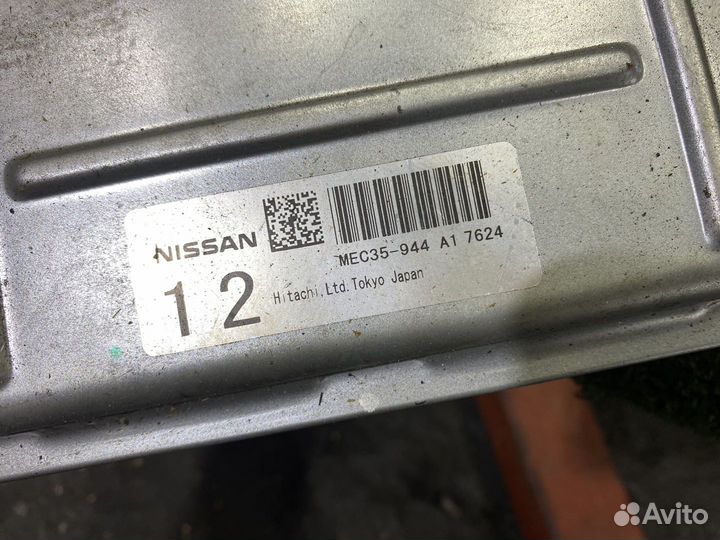 NISSAN
MEC35-944 A1 7624
12
Hitachi,Ltd.Tokyo Japan
Avito